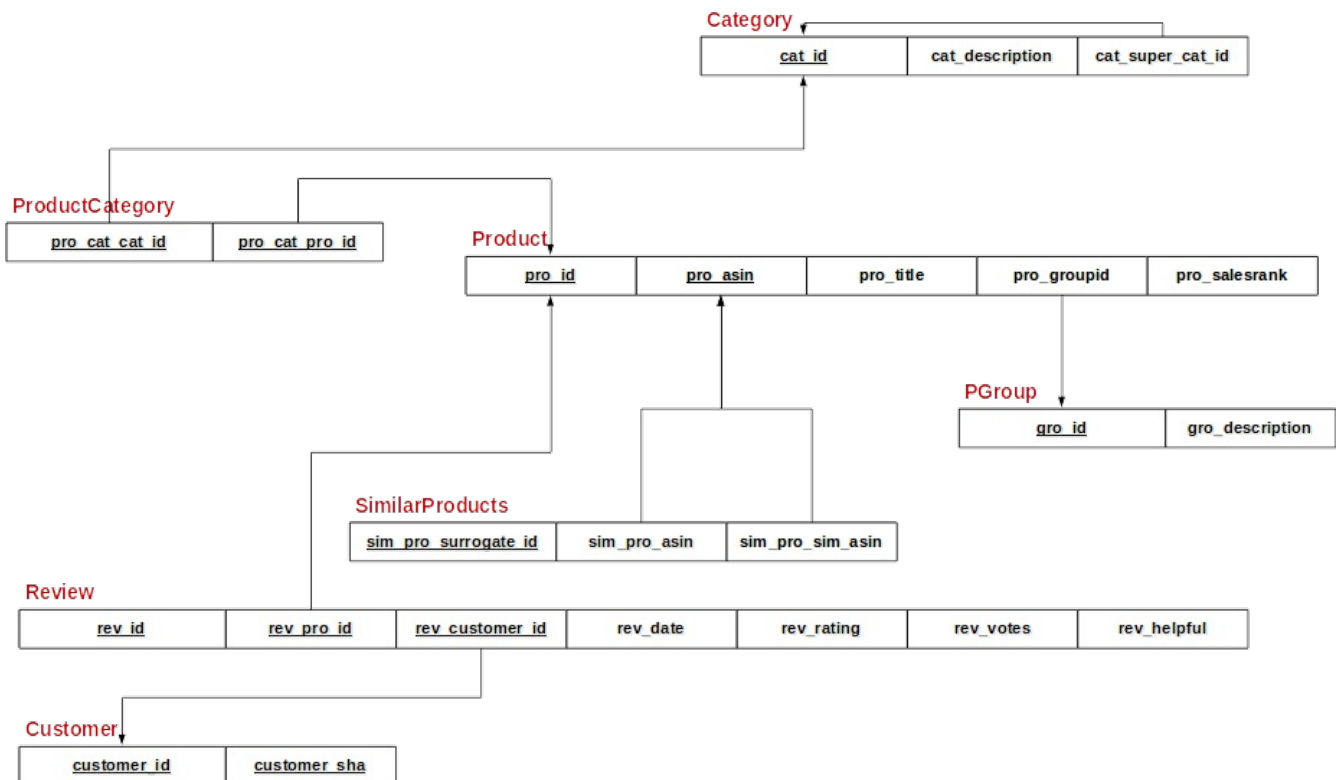 Category
cat_id cat_description cat_super_cat_id
ProductCategory
pro_cat_cat_id pro_cat_pro_id
Product
pro_id pro_asin pro_title pro_groupid pro_salesrank
PGroup
gro_id gro_description
SimilarProducts
sim_pro_surrogate_id sim_pro_asin sim_pro_sim_asin
Review
rev_id rev_pro_id rev_customer_id rev_date rev_rating rev_votes rev_helpful
Customer
customer_id customer_sha